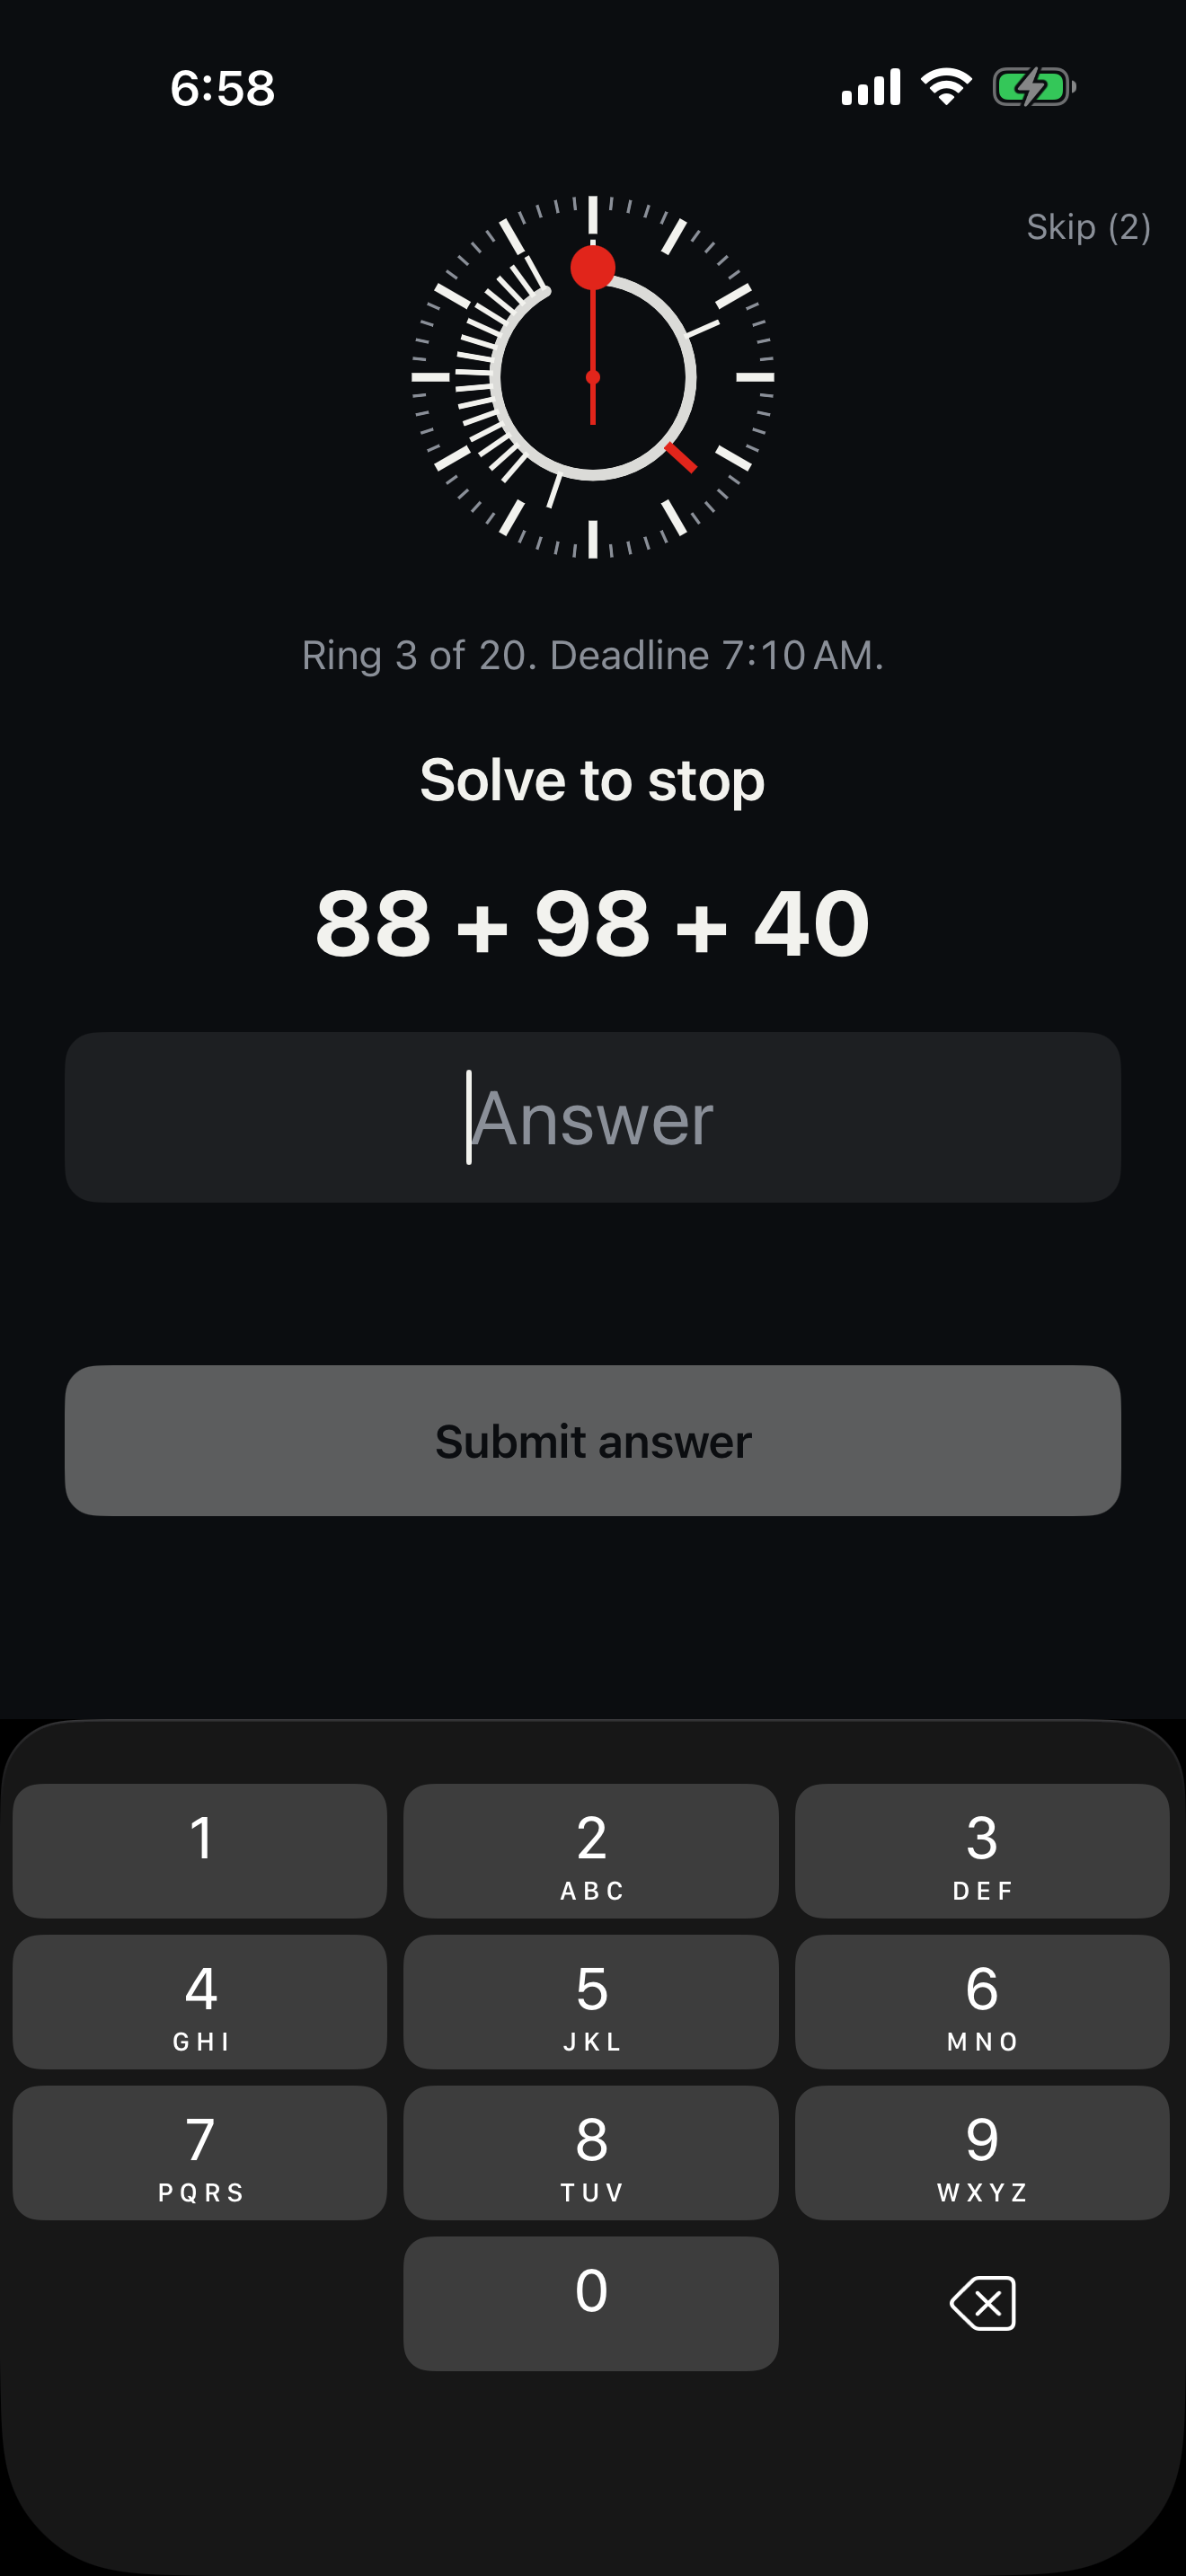 6:58
Skip (2)
Ring 3 of 20. Deadline 7:10 AM.
Solve to stop
88 + 98 + 40
Answer
Submit answer
1
2
ABC
3
DEF
4
GHI
5
JKL
6
MNO
7
PQRS
8
TUV
9
WXYZ
0